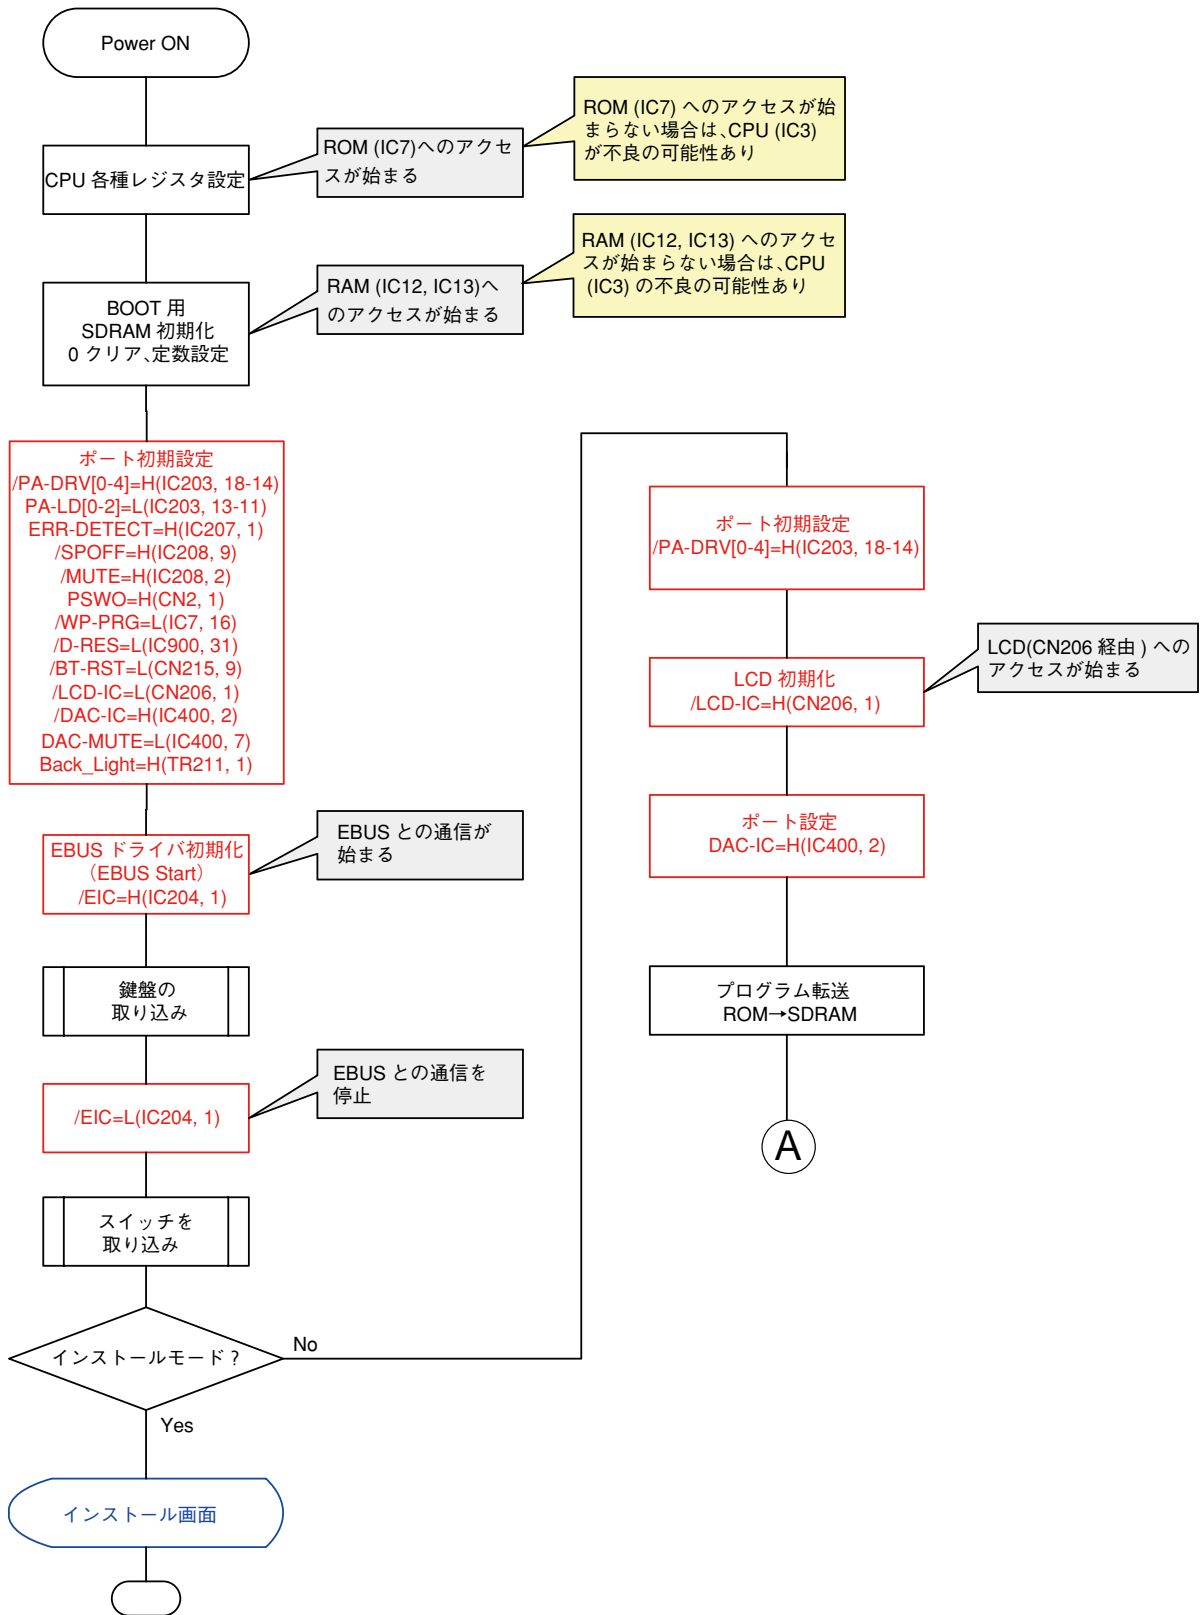 Power ON
CPU 各種レジスタ設定
ROM (IC7)へのアクセ
スが始まる
ROM (IC7) へのアクセスが始
まらない場合は、CPU (IC3)
が不良の可能性あり
BOOT 用
SDRAM 初期化
0 クリア、定数設定
RAM (IC12, IC13)へ
のアクセスが始まる
RAM (IC12, IC13) へのアクセ
スが始まらない場合は、CPU
(IC3) の不良の可能性あり
ポート初期設定
/PA-DRV[0-4]=H(IC203, 18-14)
PA-LD[0-2]=L(IC203, 13-11)
ERR-DETECT=H(IC207, 1)
/SPOFF=H(IC208, 9)
/MUTE=H(IC208, 2)
PSWO=H(CN2, 1)
/WP-PRG=L(IC7, 16)
/D-RES=L(IC900, 31)
/BT-RST=L(CN215, 9)
/LCD-IC=L(CN206, 1)
/DAC-IC=H(IC400, 2)
DAC-MUTE=L(IC400, 7)
Back_Light=H(TR211, 1)
EBUS ドライバ初期化
（EBUS Start）
/EIC=H(IC204, 1)
EBUS との通信が
始まる
鍵盤の
取り込み
/EIC=L(IC204, 1)
EBUS との通信を
停止
スイッチを
取り込み
インストールモード？
No
Yes
インストール画面
ポート初期設定
/PA-DRV[0-4]=H(IC203, 18-14)
LCD 初期化
/LCD-IC=H(CN206, 1)
LCD(CN206 経由 ) への
アクセスが始まる
ポート設定
DAC-IC=H(IC400, 2)
プログラム転送
ROM→SDRAM
A